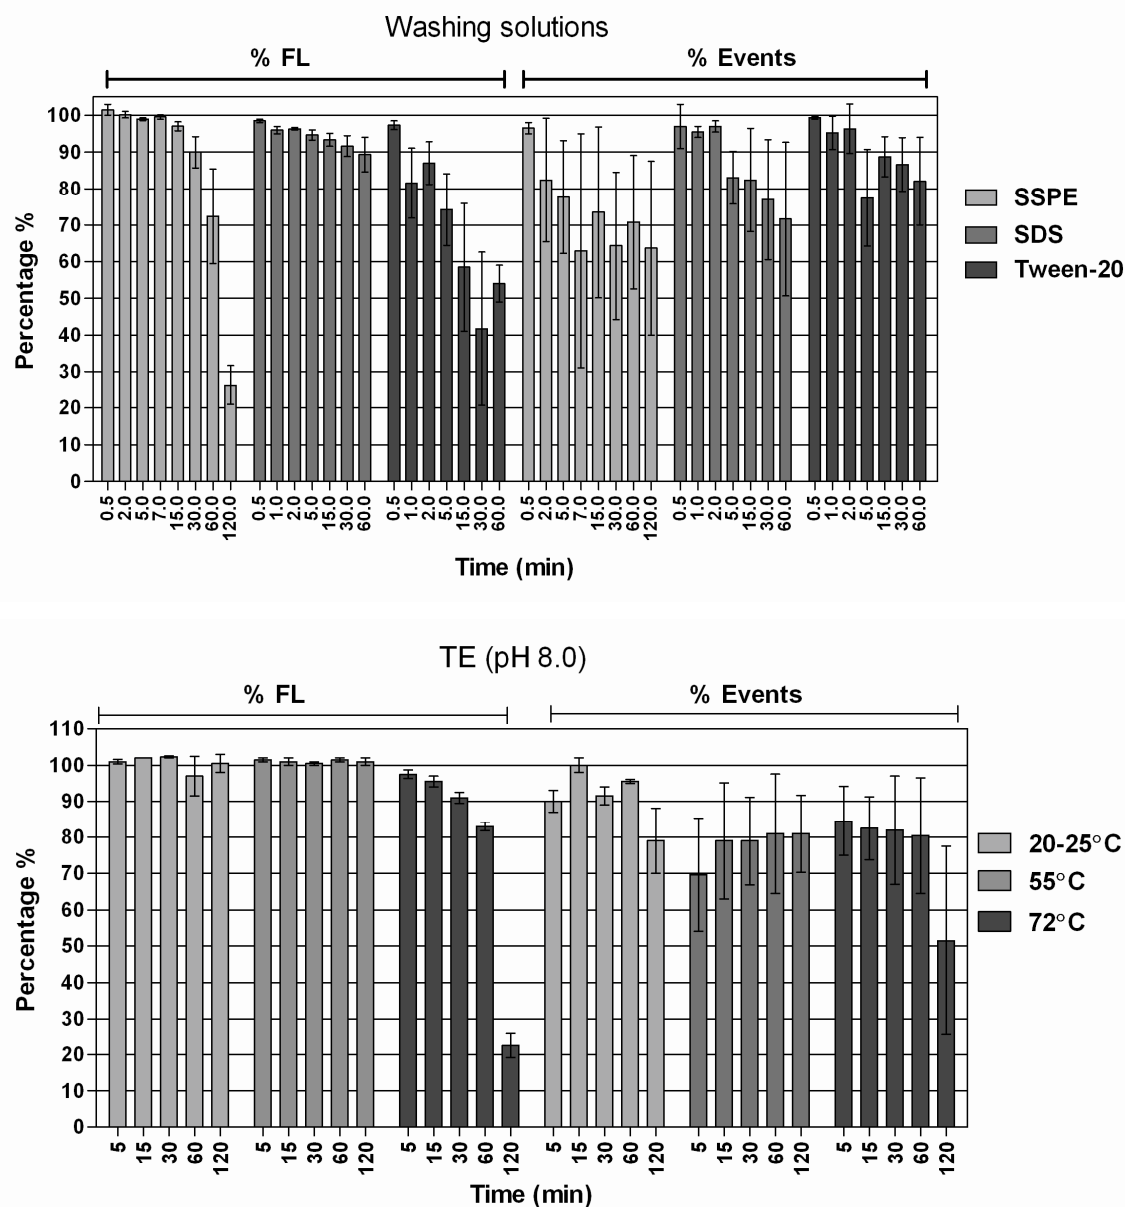 Washing solutions
% FL % Events
100
90
80
70
60
50
40
30
20
10
0
Percentage %
0.5 2.0 5.0 7.0 15.0 30.0 60.0 120.0 0.5 1.0 2.0 5.0 15.0 30.0 60.0 0.5 1.0 2.0 5.0 15.0 30.0 60.0 0.5 2.0 5.0 7.0 15.0 30.0 60.0 120.0 0.5 1.0 2.0 5.0 15.0 30.0 60.0 0.5 1.0 2.0 5.0 15.0 30.0 60.0
Time (min)
SSPE
SDS
Tween-20
TE (pH 8.0)
% FL % Events
110
100
90
80
70
60
50
40
30
20
10
0
Percentage %
5 15 30 60 120 5 15 30 60 120 5 15 30 60 120 5 15 30 60 120 5 15 30 60 120 5 15 30 60 120
Time (min)
20-25°C
55°C
72°C